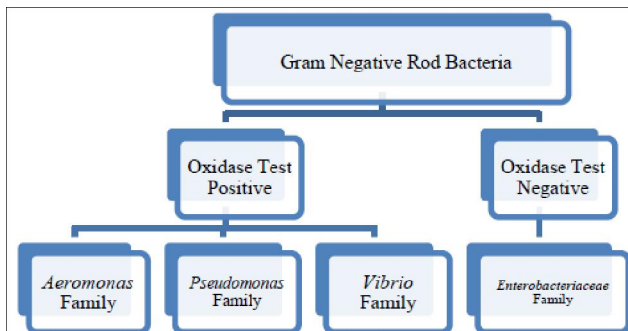 Gram Negative Rod Bacteria
Oxidase Test
Positive
Oxidase Test
Negative
Aeromonas
Family
Pseudomonas
Family
Vibrio
Family
Enterobacteriaceae
Family